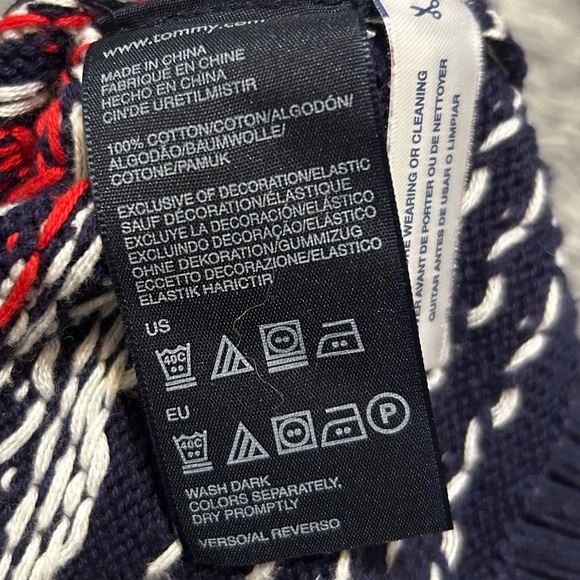 www.tommy.com
MADE IN CHINA
FABRIQUÉ EN CHINE
HECHO EN CHINA
CIN'DE URETILMISTIR
100% COTTON/COTON/ALGODÓN/
ALGODÃO/BAUMWOLLE/
COTONE/PAMUK
EXCLUSIVE OF DECORATION/ELASTIC
SAUF DÉCORATION/ÉLASTIQUE
EXCLUYE LA DECORACIÓN/ELÁSTICO
EXCLUINDO DECORAÇÃO/ELÁSTICO
OHNE DEKORATION/GUMMIZUG
ECCETTO DECORAZIONE/ELASTICO
ELASTIK HARICTIR
US
40C
EU
40C P
WASH DARK
COLORS SEPARATELY,
DRY PROMPTLY
VERSO/AL REVERSO
WEARING OR CLEANING
AVANT DE PORTER OU DE NETTOYER
QUITAR ANTES DE USAR O LIMPIAR